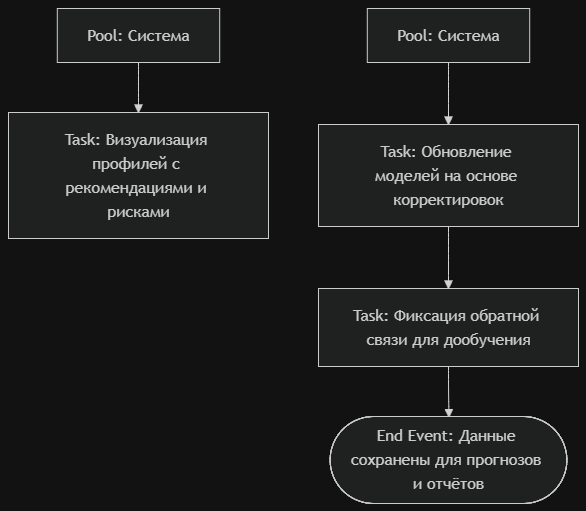 Pool: Система
Task: Визуализация
профилей с
рекомендациями и
рисками
Pool: Система
Task: Обновление
моделей на основе
корректировок
Task: Фиксация обратной
связи для дообучения
End Event: Данные
сохранены для прогнозов
и отчётов